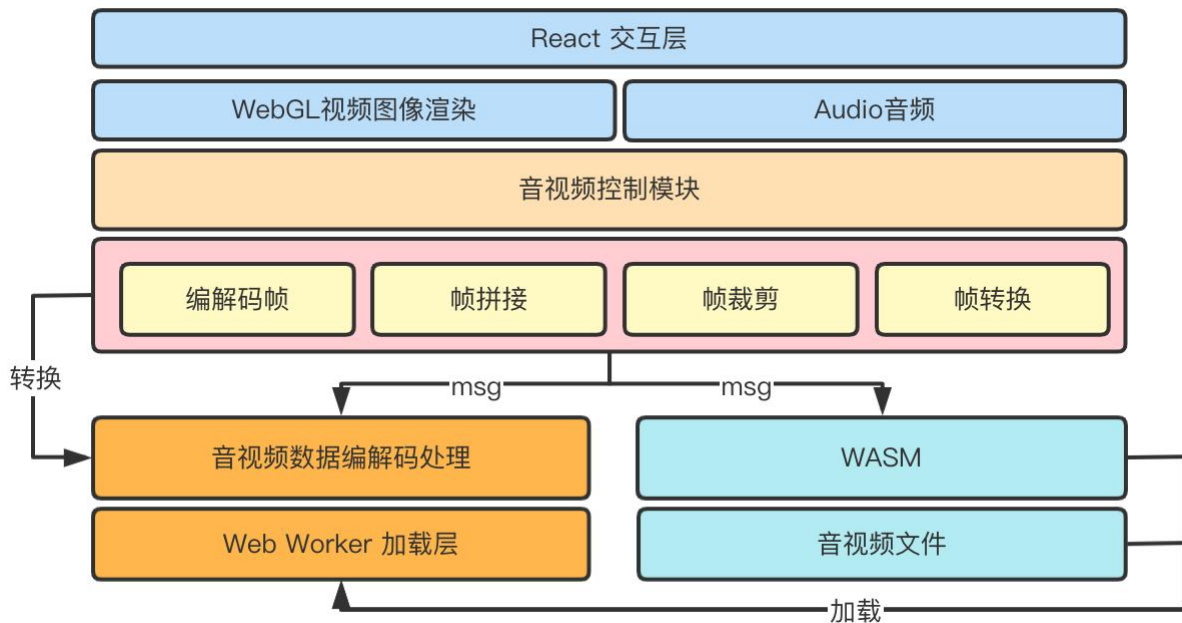 React 交互层
WebGL视频图像渲染
Audio音频
音视频控制模块
编解码帧
帧拼接
帧裁剪
帧转换
转换
msg
msg
音视频数据编解码处理
WASM
Web Worker 加载层
音视频文件
加载